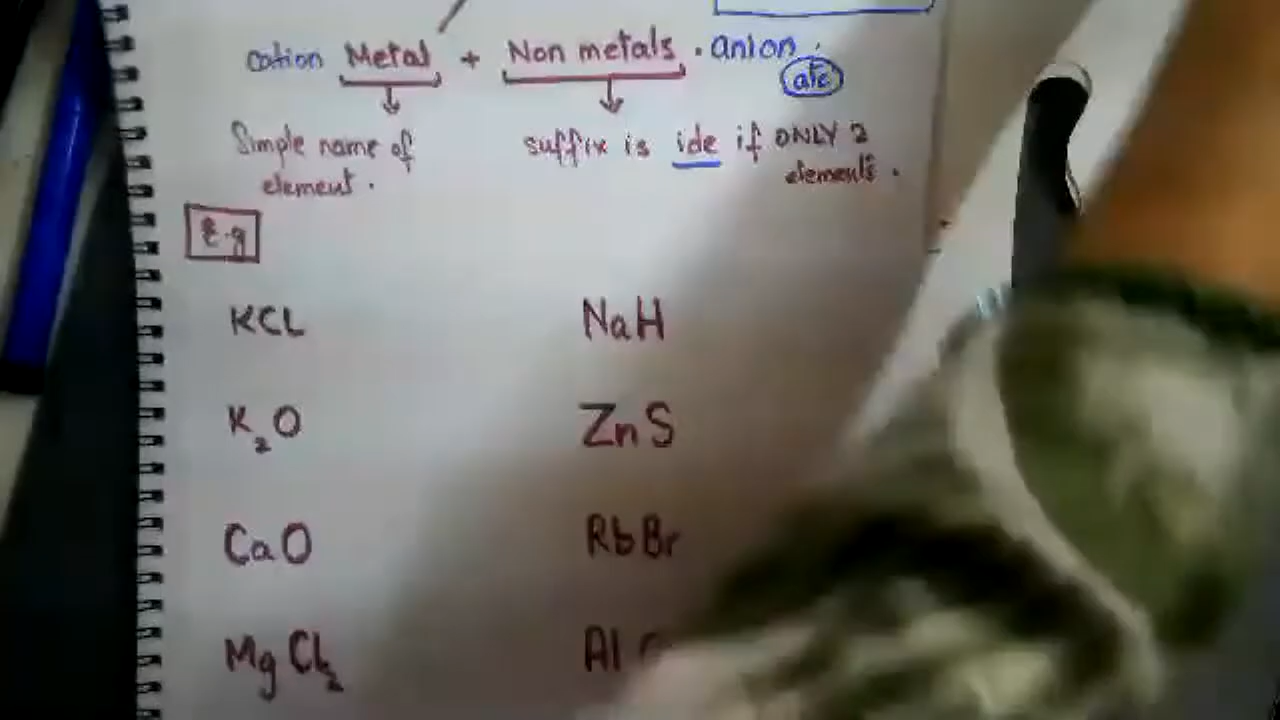 cation Metal + Non metals . anion .
ate
Simple name of element .
suffix is ide if ONLY 2 elements .
E.g
KCL NaH
K2O ZnS
CaO RbBr
MgCl2 Al